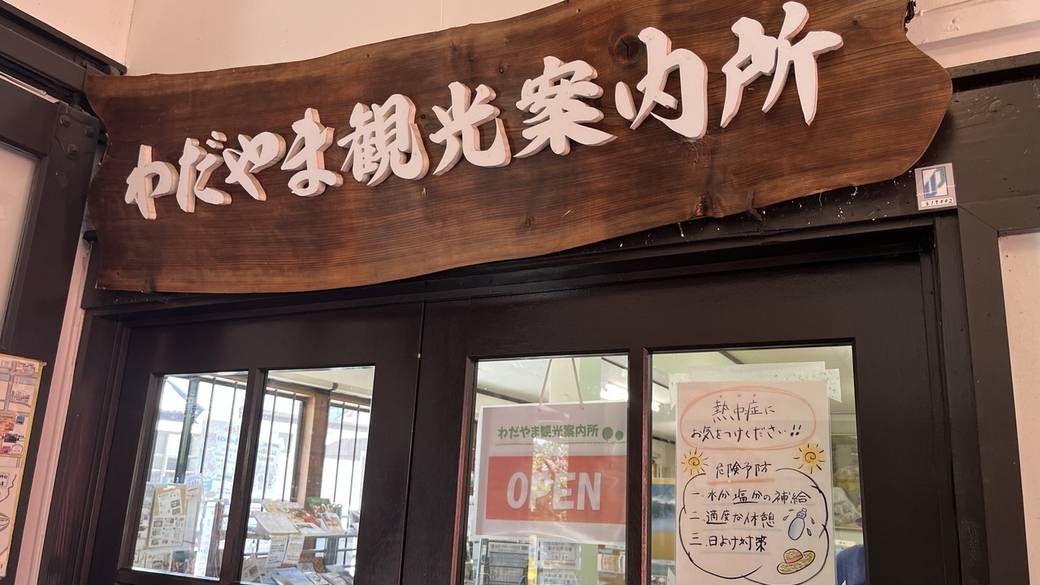 わだやま観光案内所
わだやま観光案内所
OPEN
熱中症に
お気をつけください!!
危険予防
一. 水分 塩分の補給
二. 適度な休憩
三. 日よけ対策